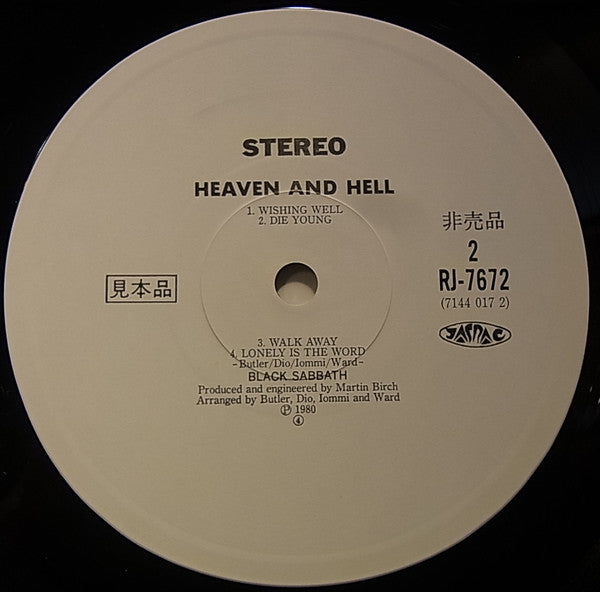 STEREO
HEAVEN AND HELL
1. WISHING WELL
2. DIE YOUNG
非売品
2
RJ-7672
(7144 017 2)
見本品
JASRAC
3. WALK AWAY
4. LONELY IS THE WORD
-Butler/Dio/Iommi/Ward-
BLACK SABBATH
Produced and engineered by Martin Birch
Arranged by Butler, Dio, Iommi and Ward
Ⓟ 1980
④